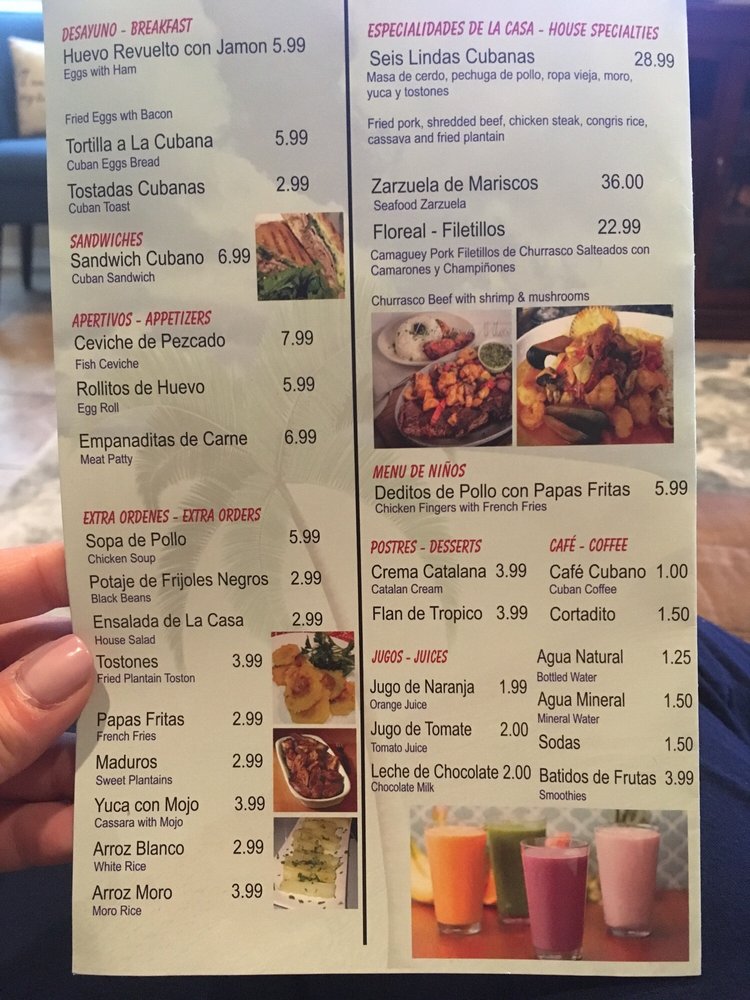 DESAYUNO - BREAKFAST
Huevo Revuelto con Jamon 5.99
Eggs with Ham
Fried Eggs wth Bacon
Tortilla a La Cubana 5.99
Cuban Eggs Bread
Tostadas Cubanas 2.99
Cuban Toast
SANDWICHES
Sandwich Cubano 6.99
Cuban Sandwich
APERTIVOS - APPETIZERS
Ceviche de Pezcado 7.99
Fish Ceviche
Rollitos de Huevo 5.99
Egg Roll
Empanaditas de Carne 6.99
Meat Patty
EXTRA ORDENES - EXTRA ORDERS
Sopa de Pollo 5.99
Chicken Soup
Potaje de Frijoles Negros 2.99
Black Beans
Ensalada de La Casa 2.99
House Salad
Tostones 3.99
Fried Plantain Toston
Papas Fritas 2.99
French Fries
Maduros 2.99
Sweet Plantains
Yuca con Mojo 3.99
Cassara with Mojo
Arroz Blanco 2.99
White Rice
Arroz Moro 3.99
Moro Rice
ESPECIALIDADES DE LA CASA - HOUSE SPECIALTIES
Seis Lindas Cubanas 28.99
Masa de cerdo, pechuga de pollo, ropa vieja, moro,
yuca y tostones
Fried pork, shredded beef, chicken steak, congris rice,
cassava and fried plantain
Zarzuela de Mariscos 36.00
Seafood Zarzuela
Floreal - Filetillos 22.99
Camaguey Pork Filetillos de Churrasco Salteados con
Camarones y Champiñones
Churrasco Beef with shrimp & mushrooms
MENU DE NIÑOS
Deditos de Pollo con Papas Fritas 5.99
Chicken Fingers with French Fries
POSTRES - DESSERTS
Crema Catalana 3.99
Catalan Cream
Flan de Tropico 3.99
CAFÉ - COFFEE
Café Cubano 1.00
Cuban Coffee
Cortadito 1.50
JUGOS - JUICES
Jugo de Naranja 1.99
Orange Juice
Jugo de Tomate 2.00
Tomato Juice
Leche de Chocolate 2.00
Chocolate Milk
Agua Natural 1.25
Bottled Water
Agua Mineral 1.50
Mineral Water
Sodas 1.50
Batidos de Frutas 3.99
Smoothies